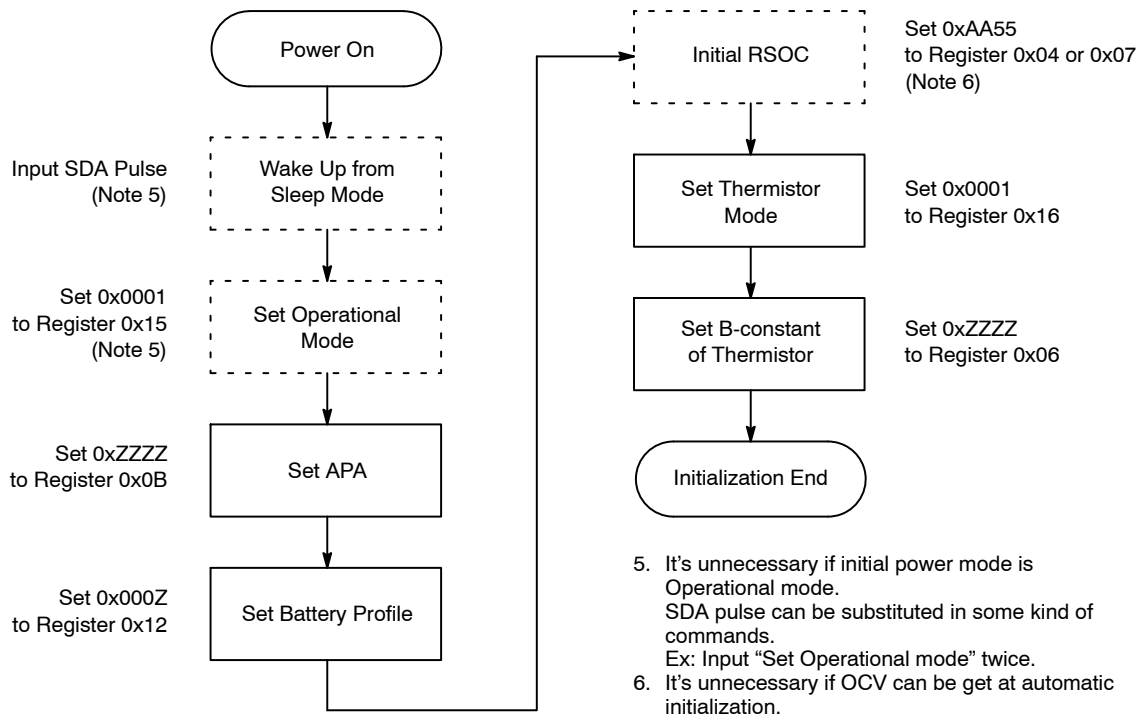 Power On
Input SDA Pulse
(Note 5)
Wake Up from
Sleep Mode
Set 0x0001
to Register 0x15
(Note 5)
Set Operational
Mode
Set 0xZZZZ
to Register 0x0B
Set APA
Set 0x000Z
to Register 0x12
Set Battery Profile
Initial RSOC
Set 0xAA55
to Register 0x04 or 0x07
(Note 6)
Set Thermistor
Mode
Set 0x0001
to Register 0x16
Set B-constant
of Thermistor
Set 0xZZZZ
to Register 0x06
Initialization End
5. It's unnecessary if initial power mode is
Operational mode.
SDA pulse can be substituted in some kind of
commands.
Ex: Input “Set Operational mode” twice.
6. It's unnecessary if OCV can be get at automatic
initialization.